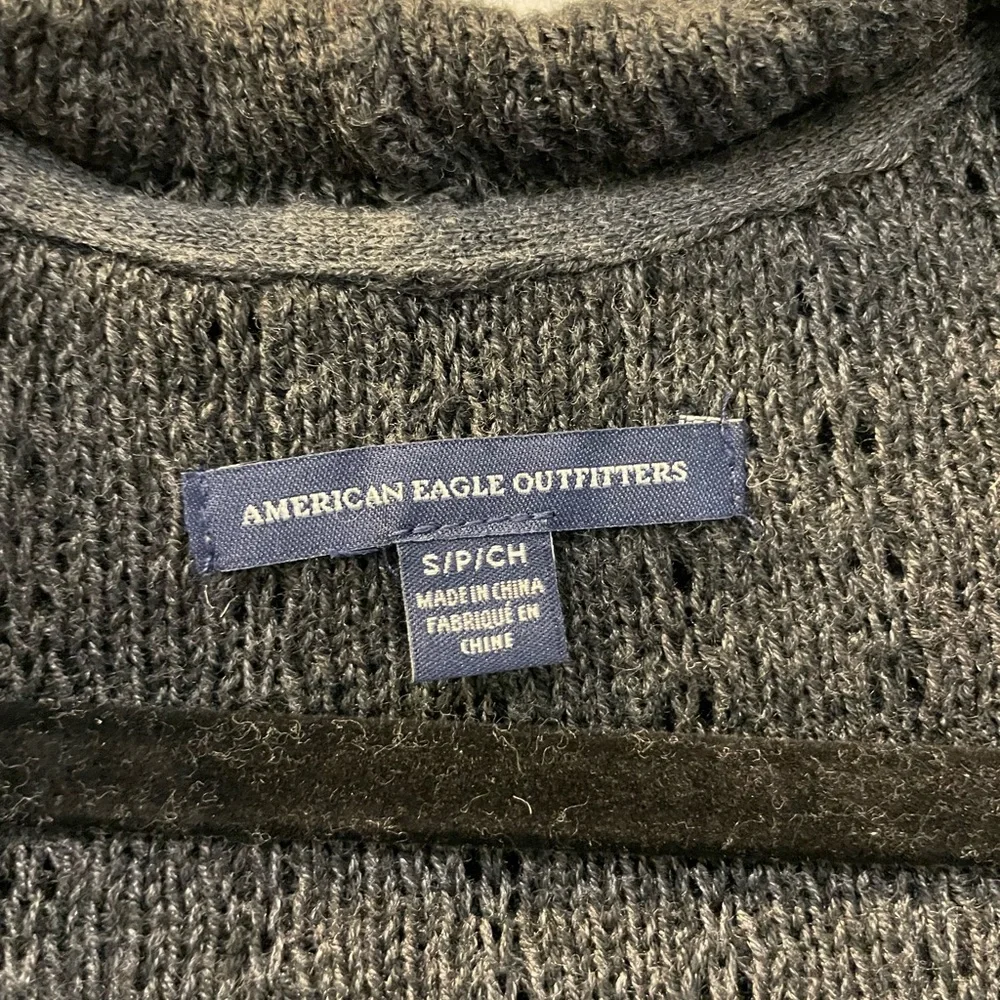 AMERICAN EAGLE OUTFITTERS
S/P/CH
MADE IN CHINA
FABRIQUÉ EN
CHINE